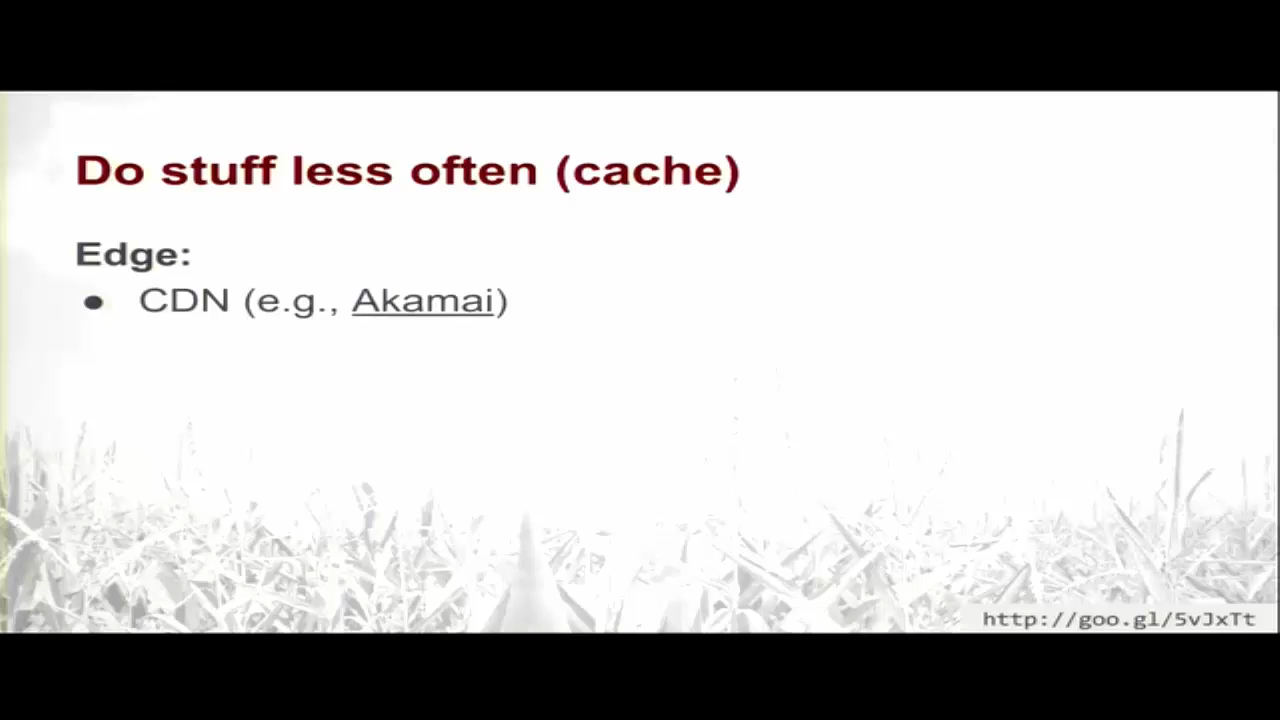 Do stuff less often (cache)
Edge:
● CDN (e.g., Akamai)
http://goo.gl/5vJxTt